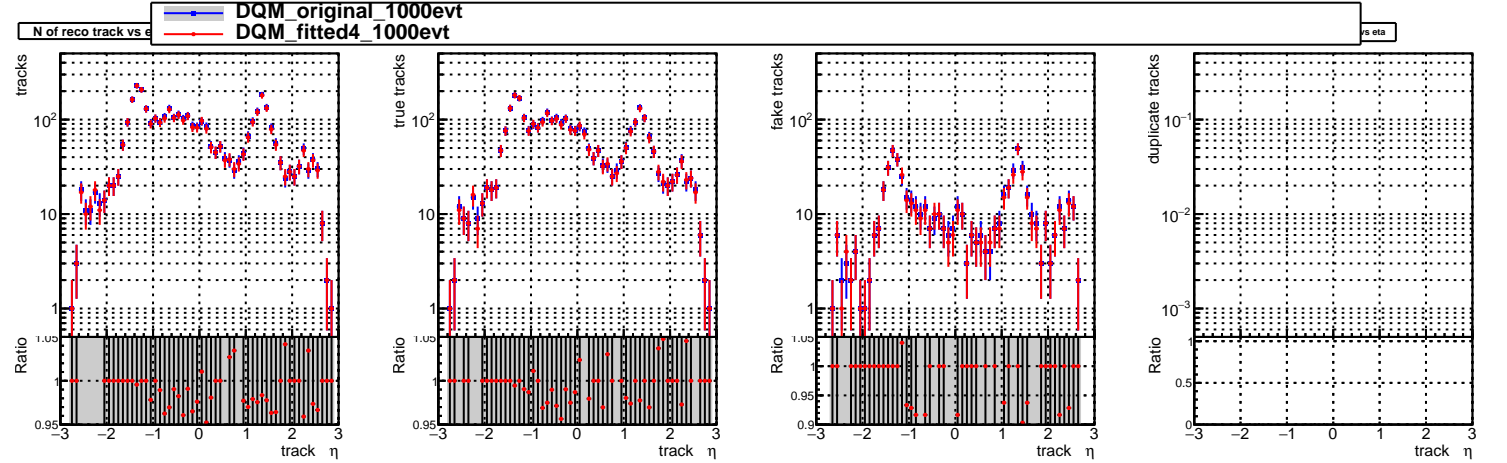 DQM_original_1000evt
DQM_fitted4_1000evt
N of reco track vs e
vs eta
tracks
10²
10
1
Ratio
1.05
1
0.95
−3 −2 −1 0 1 2 3
track η
true tracks
10²
10
1
Ratio
1.05
1
0.95
−3 −2 −1 0 1 2 3
track η
fake tracks
10²
10
1
Ratio
1
0.95
0.9
−3 −2 −1 0 1 2 3
track η
duplicate tracks
10⁻¹
10⁻²
10⁻³
Ratio
1
0.5
0
−3 −2 −1 0 1 2 3
track η